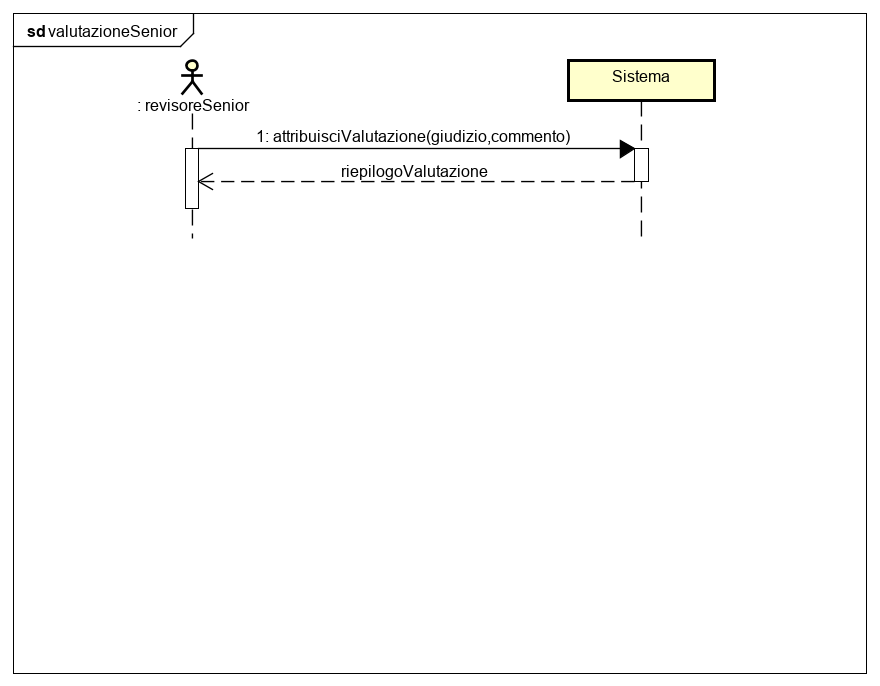 sd valutazioneSenior
: revisoreSenior
Sistema
1: attribuisciValutazione(giudizio,commento)
riepilogoValutazione